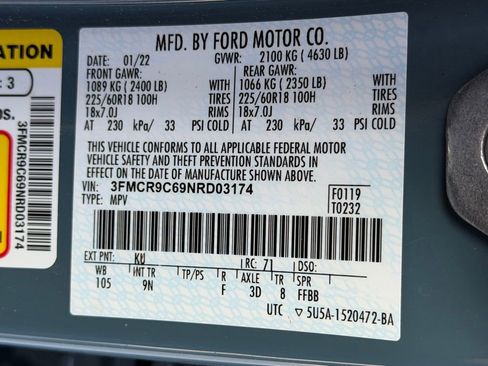 MFD. BY FORD MOTOR CO.
DATE: 01/22 GVWR: 2100 KG ( 4630 LB)
FRONT GAWR: REAR GAWR:
1089 KG ( 2400 LB) WITH 1066 KG ( 2350 LB) WITH
225/60R18 100H TIRES 225/60R18 100H TIRES
18x7.0J RIMS 18x7.0J RIMS
AT 230 kPa/ 33 PSI COLD AT 230 kPa/ 33 PSI COLD
THIS VEHICLE CONFORMS TO ALL APPLICABLE FEDERAL MOTOR
VEHICLE SAFETY, BUMPER, AND THEFT PREVENTION STANDARDS IN
EFFECT ON THE DATE OF MANUFACTURE SHOWN ABOVE.
VIN: 3FMCR9C69NRD03174
TYPE: MPV
F0119
T0232
EXT PNT: KU RC: 71 DSO:
WB INT TR TP/PS R AXLE TR SPR
105 9N F 3D 8 FFBB
UTC ▽ 5U5A-1520472-BA
: 3
3FMCR9C69NRD03174